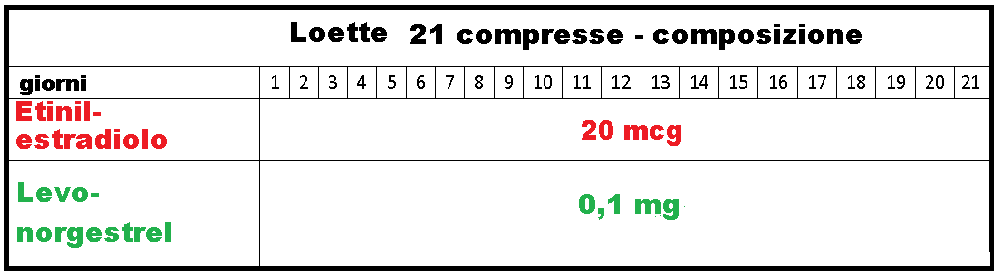 Loette 21 compresse - composizione
giorni 1 2 3 4 5 6 7 8 9 10 11 12 13 14 15 16 17 18 19 20 21
Etinil-
estradiolo
20 mcg
Levo-
norgestrel
0,1 mg